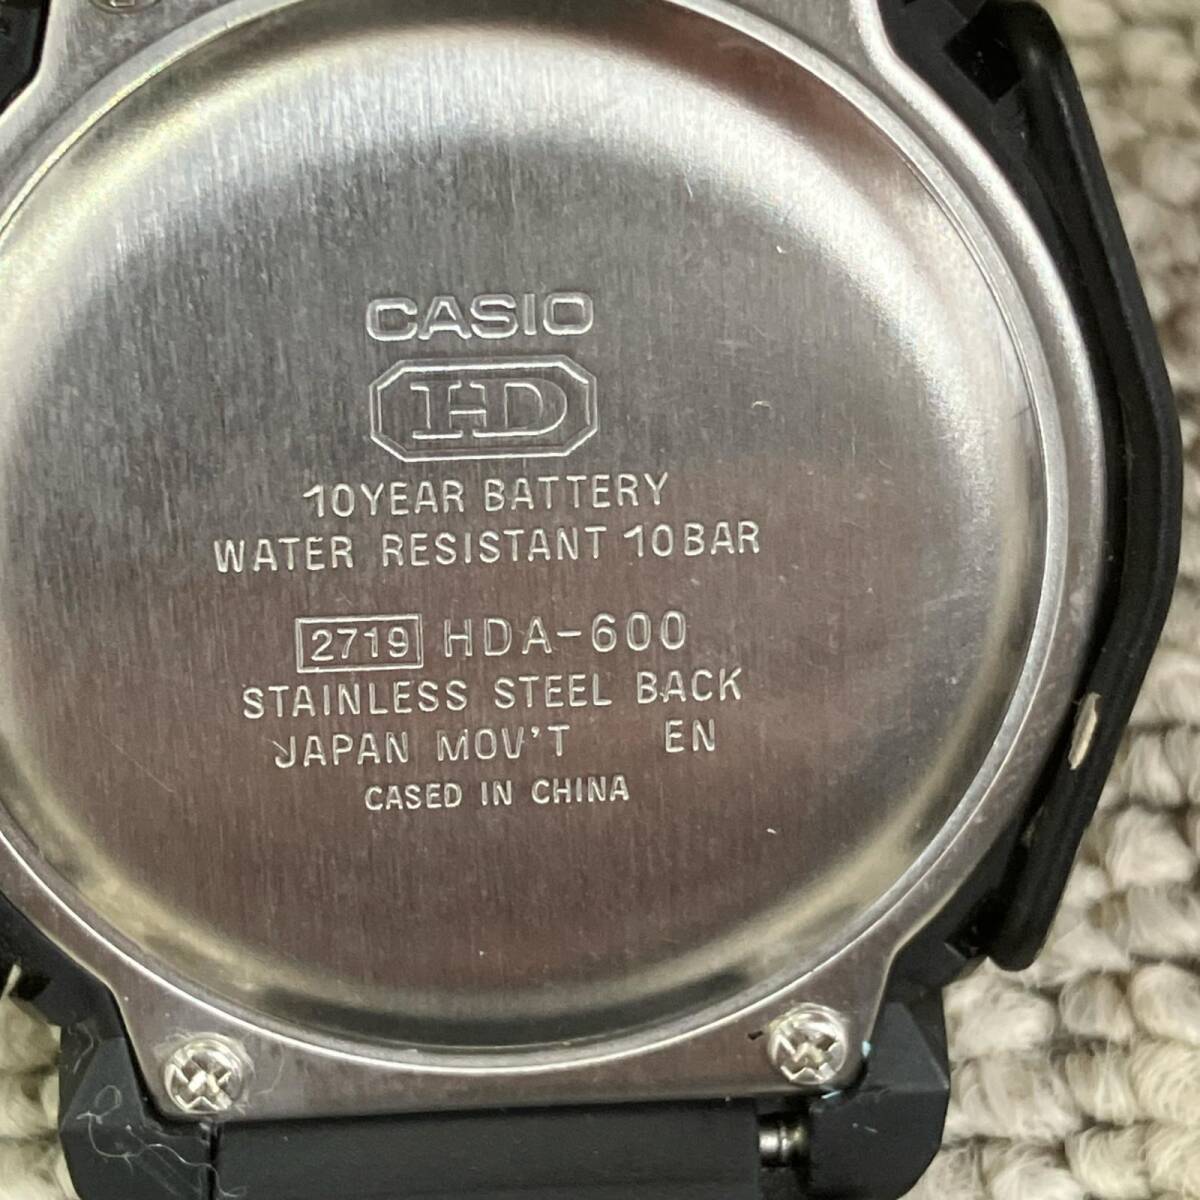 CASIO
HD
10YEAR BATTERY
WATER RESISTANT 10BAR
2719 HDA-600
STAINLESS STEEL BACK
JAPAN MOV'T EN
CASED IN CHINA